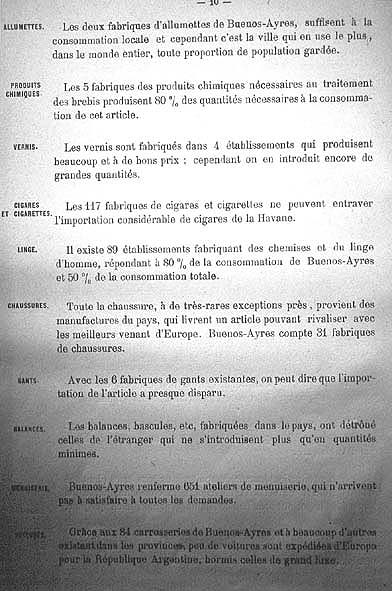 — 10 —
ALLUMETTES. Les deux fabriques d'allumettes de Buenos-Ayres, suffisent à la
consommation locale et cependant c'est la ville qui en use le plus,
dans le monde entier, toute proportion de population gardée.
PRODUITS CHIMIQUES Les 5 fabriques des produits chimiques nécessaires au traitement
des brebis produisent 80 % des quantités nécessaires à la consomma-
tion de cet article.
VERNIS. Les vernis sont fabriqués dans 4 établissements qui produisent
beaucoup et à de bons prix ; cependant on en introduit encore de
grandes quantités.
CIGARES ET CIGARETTES. Les 117 fabriques de cigares et cigarettes ne peuvent entraver
l'importation considérable de cigares de la Havane.
LINGE. Il existe 89 établissements fabriquant des chemises et du linge
d'homme, répondant à 80 % de la consommation de Buenos-Ayres
et 50 % de la consommation totale.
CHAUSSURES. Toute la chaussure, à de très-rares exceptions près, provient des
manufactures du pays, qui livrent un article pouvant rivaliser avec
les meilleurs venant d'Europe. Buenos-Ayres compte 31 fabriques
de chaussures.
GANTS. Avec les 6 fabriques de gants existantes, on peut dire que l'impor-
tation de l'article a presque disparu.
BALANCES. Les balances, bascules, etc, fabriquées dans le pays, ont détrôné
celles de l'étranger qui ne s'introduisent plus qu'en quantités
minimes.
MENUISERIE. Buenos-Ayres renferme 651 ateliers de menuiserie, qui n'arrivent
pas à satisfaire à toutes les demandes.
VOITURES. Grâce aux 84 carrosseries de Buenos-Ayres et à beaucoup d'autres
existant dans les provinces, peu de voitures sont expédiées d'Europe
pour la République Argentine, hormis celles de grand luxe.